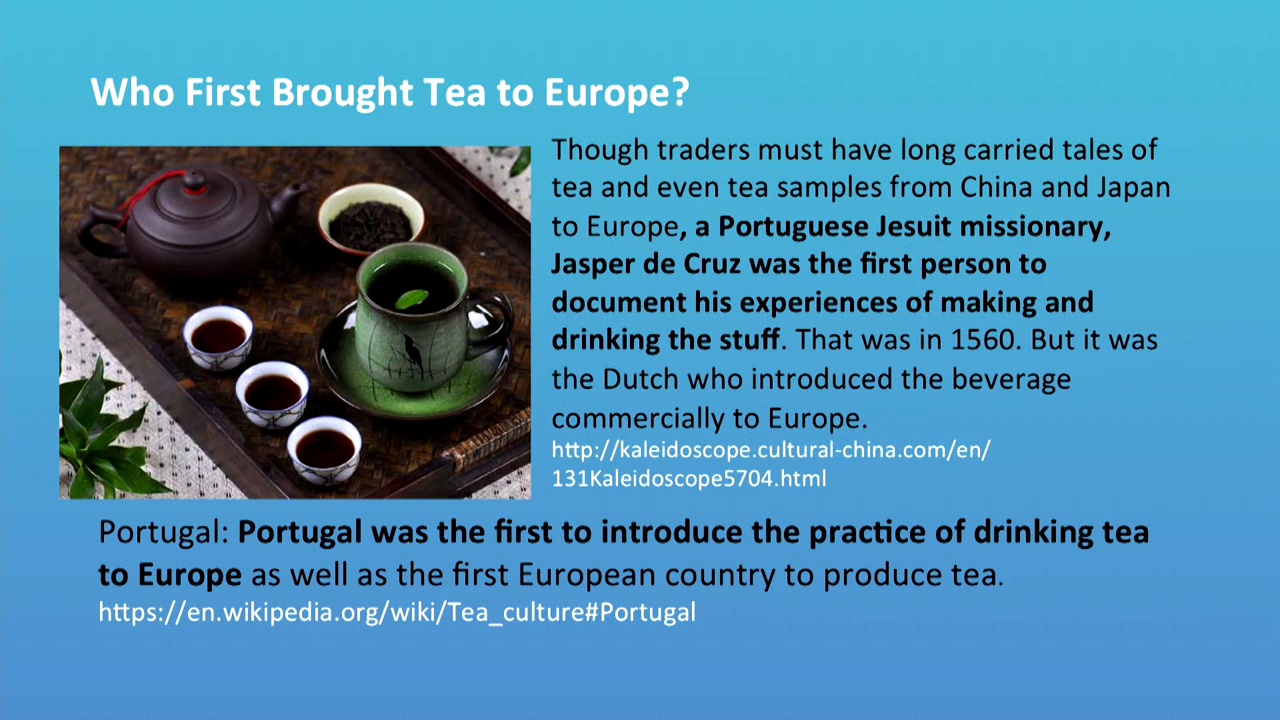 Who First Brought Tea to Europe?
Though traders must have long carried tales of
tea and even tea samples from China and Japan
to Europe, a Portuguese Jesuit missionary,
Jasper de Cruz was the first person to
document his experiences of making and
drinking the stuff. That was in 1560. But it was
the Dutch who introduced the beverage
commercially to Europe.
http://kaleidoscope.cultural-china.com/en/
131Kaleidoscope5704.html
Portugal: Portugal was the first to introduce the practice of drinking tea
to Europe as well as the first European country to produce tea.
https://en.wikipedia.org/wiki/Tea_culture#Portugal